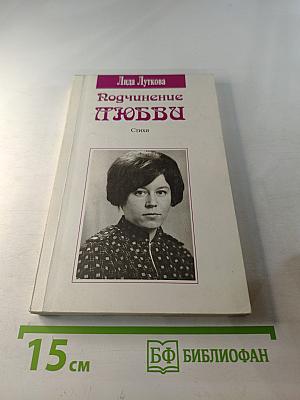 Лида Луткова
Подчинение
ЛЮБВИ
Стихи
15 см
БФ БИБЛИОФАН